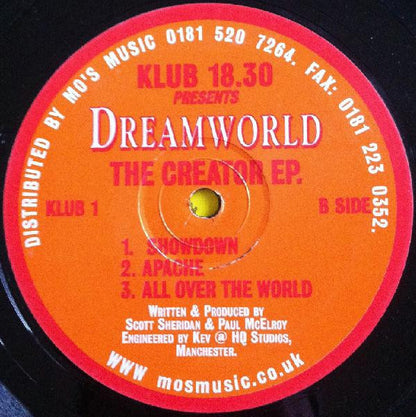 DISTRIBUTED BY MO'S MUSIC 0181 520 7264. FAX: 0181 223 0352.
KLUB 18.30
PRESENTS
DREAMWORLD
THE CREATOR EP.
KLUB 1
B SIDE
1. SHOWDOWN
2. APACHE
3. ALL OVER THE WORLD
WRITTEN & PRODUCED BY
SCOTT SHERIDAN & PAUL MCELROY
ENGINEERED BY KEV @ HQ STUDIOS,
MANCHESTER.
WWW mosmusic.co.uk